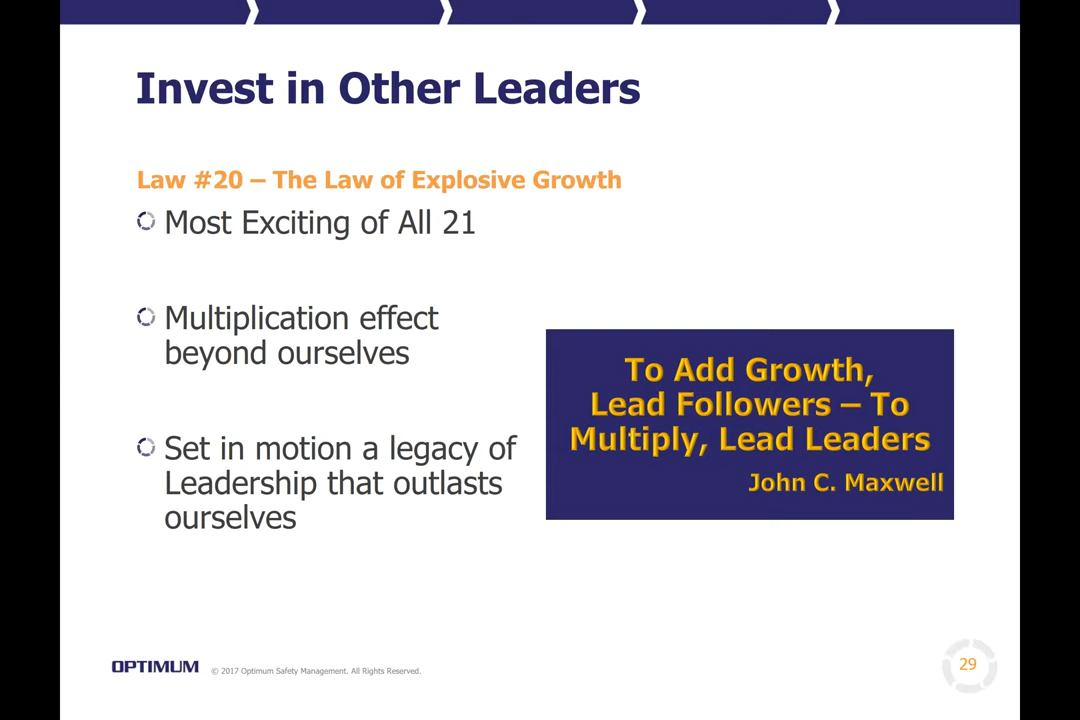 Invest in Other Leaders
Law #20 – The Law of Explosive Growth
Most Exciting of All 21
Multiplication effect
beyond ourselves
Set in motion a legacy of
Leadership that outlasts
ourselves
To Add Growth,
Lead Followers – To
Multiply, Lead Leaders
John C. Maxwell
OPTIMUM
© 2017 Optimum Safety Management. All Rights Reserved.
29